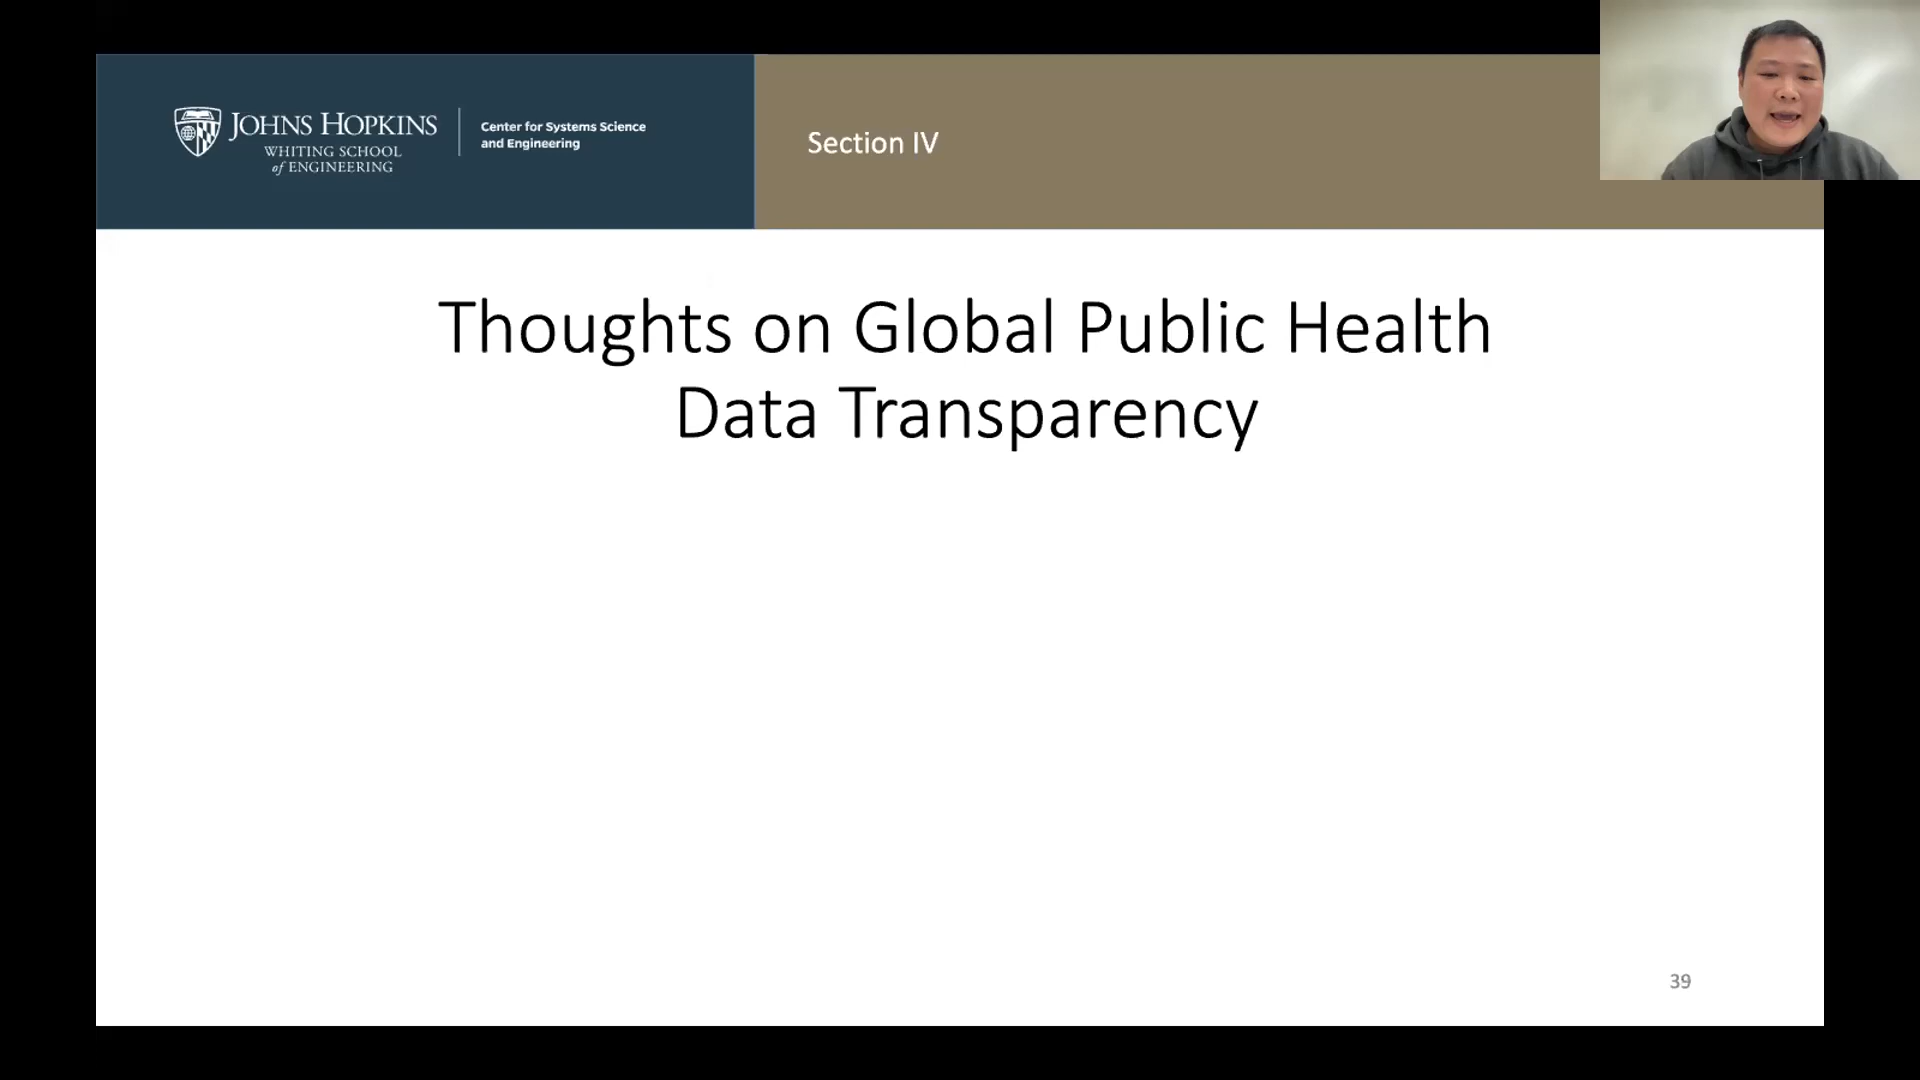 JOHNS HOPKINS
WHITING SCHOOL
of ENGINEERING
Center for Systems Science
and Engineering
Section IV
Thoughts on Global Public Health
Data Transparency
39